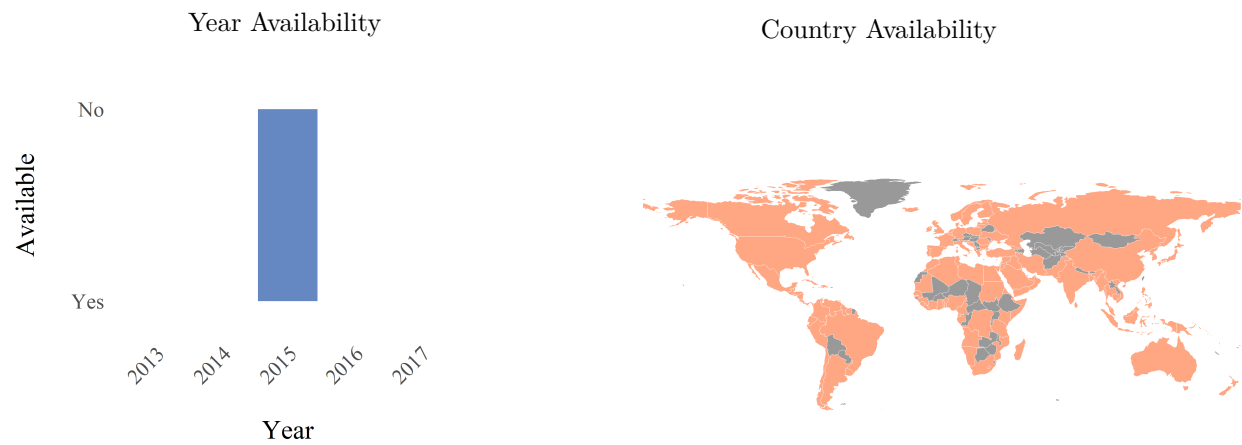 Year Availability
Country Availability
No
Available
Yes
2013
2014
2015
2016
2017
Year